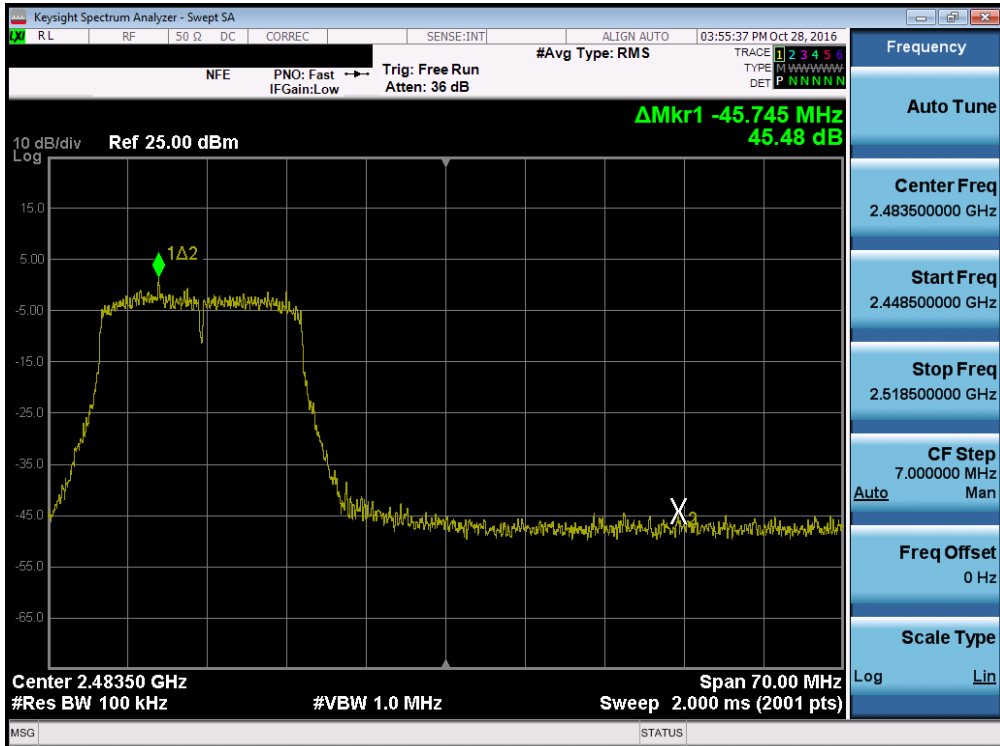 Keysight Spectrum Analyzer - Swept SA
LXI RL RF 50 Ω DC CORREC SENSE:INT ALIGN AUTO 03:55:37 PM Oct 28, 2016
NFE PNO: Fast Trig: Free Run #Avg Type: RMS TRACE 1 2 3 4 5 6
IFGain:Low Atten: 36 dB TYPE M WWWWW
DET P N N N N N
ΔMkr1 -45.745 MHz
45.48 dB
10 dB/div Ref 25.00 dBm
Log
15.0
1Δ2
5.00
-5.00
-15.0
-25.0
-35.0
-45.0
X2
-55.0
-65.0
Center 2.48350 GHz Span 70.00 MHz
#Res BW 100 kHz #VBW 1.0 MHz Sweep 2.000 ms (2001 pts)
MSG STATUS
Frequency
Auto Tune
Center Freq
2.483500000 GHz
Start Freq
2.448500000 GHz
Stop Freq
2.518500000 GHz
CF Step
7.000000 MHz
Auto Man
Freq Offset
0 Hz
Scale Type
Log Lin